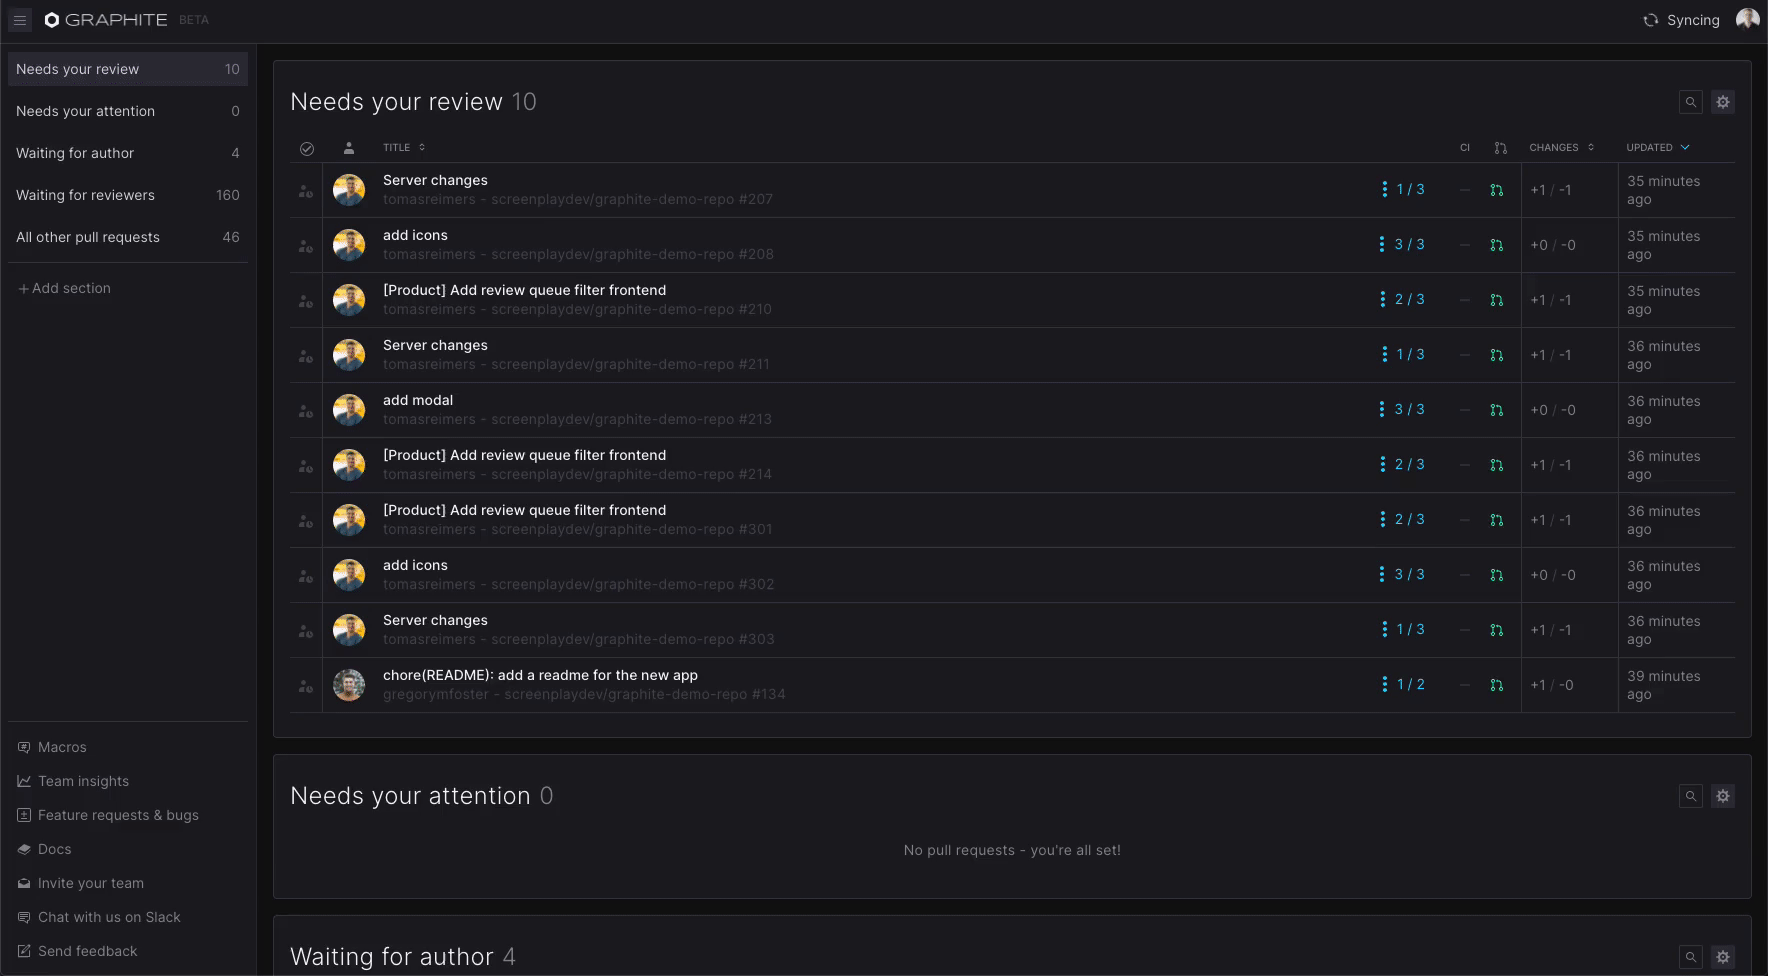 GRAPHITE BETA
Syncing
Needs your review 10
Needs your attention 0
Waiting for author 4
Waiting for reviewers 160
All other pull requests 46
+ Add section
Macros
Team insights
Feature requests & bugs
Docs
Invite your team
Chat with us on Slack
Send feedback
Needs your review 10
TITLE CI CHANGES UPDATED
Server changes
tomasreimers - screenplaydev/graphite-demo-repo #207
1 / 3 +1 / -1
35 minutes
ago
add icons
tomasreimers - screenplaydev/graphite-demo-repo #208
3 / 3 +0 / -0
35 minutes
ago
[Product] Add review queue filter frontend
tomasreimers - screenplaydev/graphite-demo-repo #210
2 / 3 +1 / -1
35 minutes
ago
Server changes
tomasreimers - screenplaydev/graphite-demo-repo #211
1 / 3 +1 / -1
36 minutes
ago
add modal
tomasreimers - screenplaydev/graphite-demo-repo #213
3 / 3 +0 / -0
36 minutes
ago
[Product] Add review queue filter frontend
tomasreimers - screenplaydev/graphite-demo-repo #214
2 / 3 +1 / -1
36 minutes
ago
[Product] Add review queue filter frontend
tomasreimers - screenplaydev/graphite-demo-repo #301
2 / 3 +1 / -1
36 minutes
ago
add icons
tomasreimers - screenplaydev/graphite-demo-repo #302
3 / 3 +0 / -0
36 minutes
ago
Server changes
tomasreimers - screenplaydev/graphite-demo-repo #303
1 / 3 +1 / -1
36 minutes
ago
chore(README): add a readme for the new app
gregorymfoster - screenplaydev/graphite-demo-repo #134
1 / 2 +1 / -0
39 minutes
ago
Needs your attention 0
No pull requests - you're all set!
Waiting for author 4